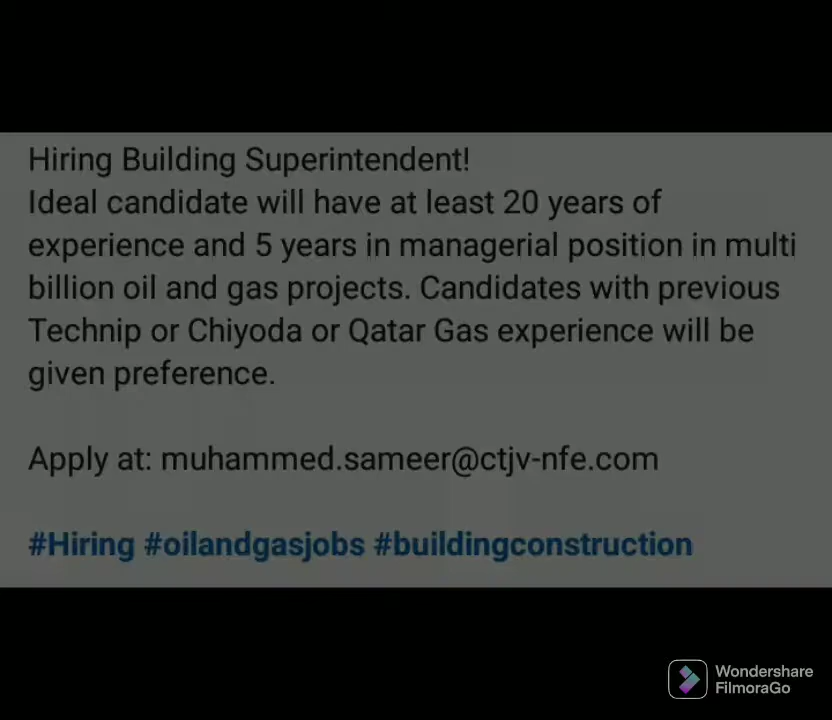 Hiring Building Superintendent!
Ideal candidate will have at least 20 years of
experience and 5 years in managerial position in multi
billion oil and gas projects. Candidates with previous
Technip or Chiyoda or Qatar Gas experience will be
given preference.
Apply at: muhammed.sameer@ctjv-nfe.com
#Hiring #oilandgasjobs #buildingconstruction
Wondershare
FilmoraGo